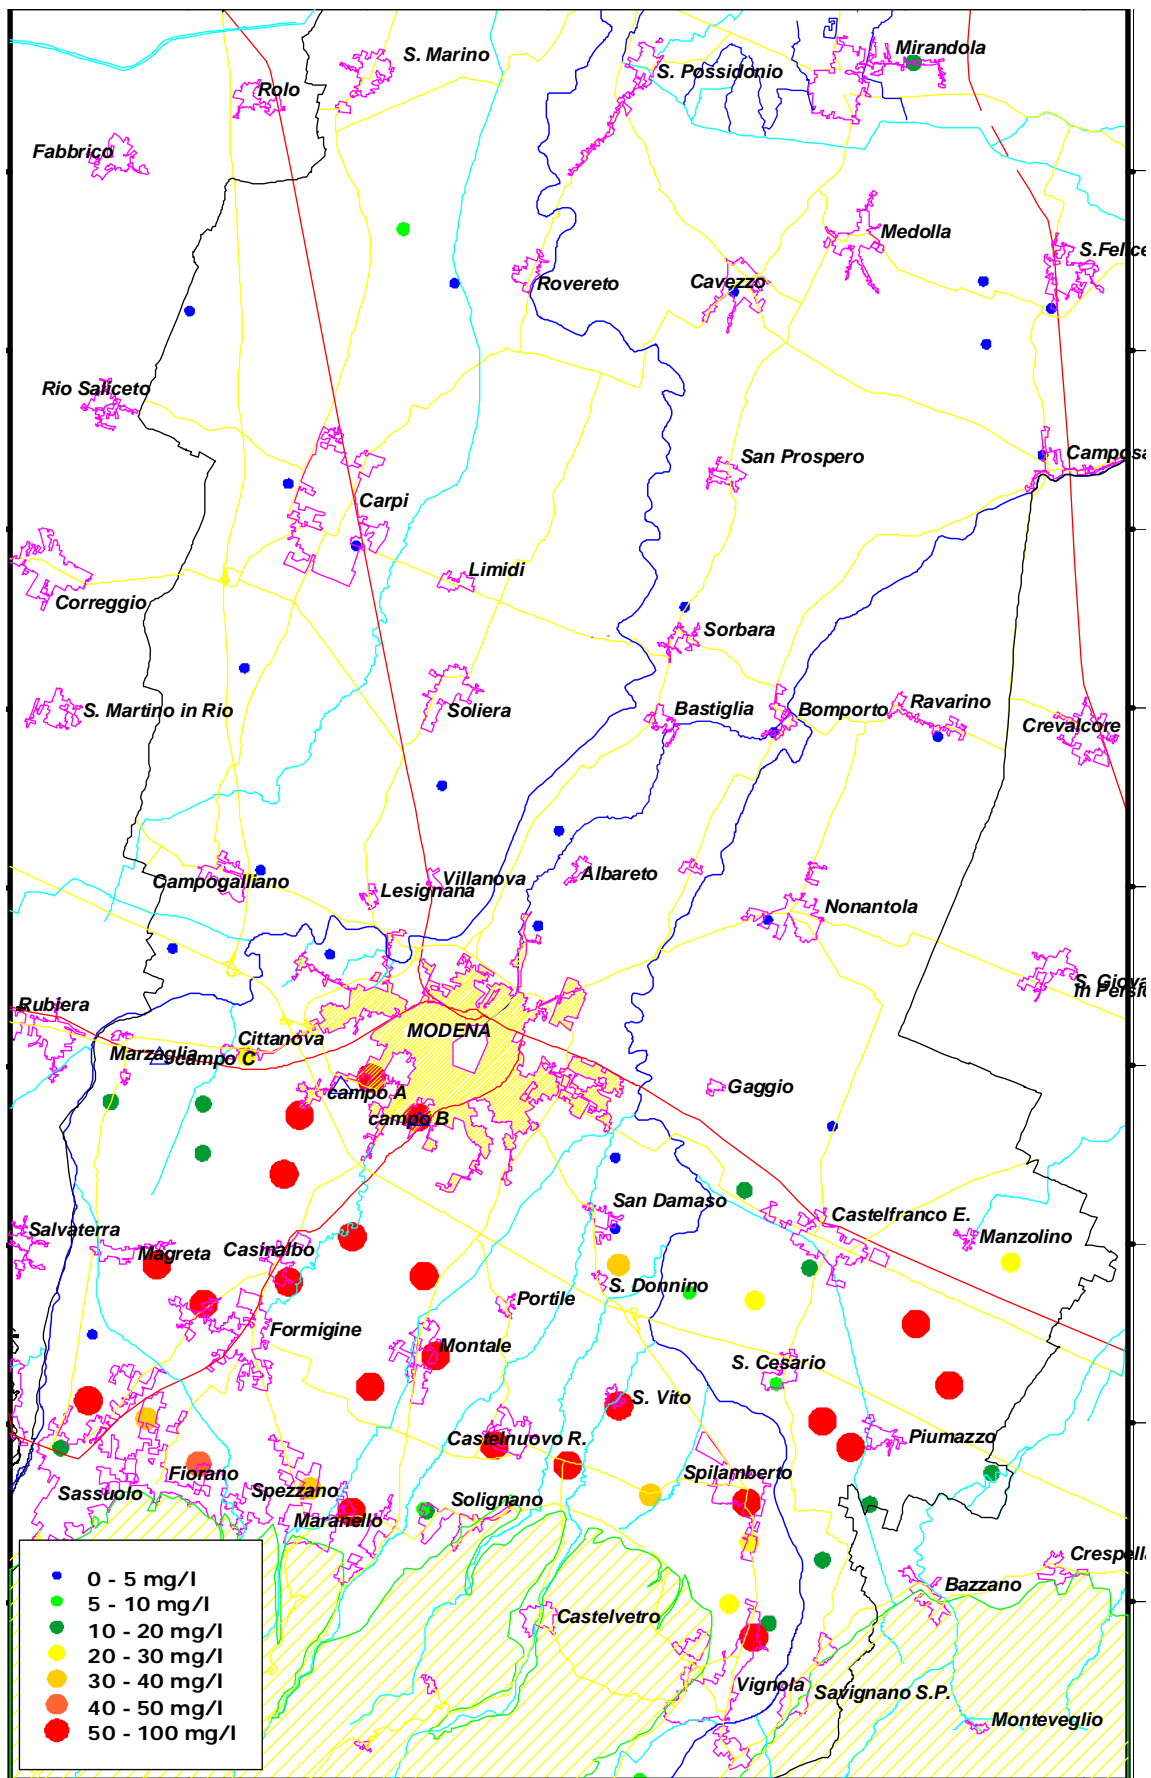 S. Marino
Mirandola
S. Possidonio
Rolo
Fabbrico
Medolla
S.Felice
Rovereto
Cavezzo
Rio Saliceto
San Prospero
Camposa
Carpi
Limidi
Correggio
Sorbara
S. Martino in Rio
Soliera
Bastiglia
Bomporto
Ravarino
Crevalcore
Campogalliano
Lesignana
Villanova
Albareto
Nonantola
S. Giova
in Persic
Rubiera
Cittanova
MODENA
Marzaglia
campo C
campo A
campo B
Gaggio
San Damaso
Castelfranco E.
Salvaterra
Magreta
Casinalbo
Manzolino
S. Donnino
Portile
Formigine
Montale
S. Cesario
S. Vito
Castelnuovo R.
Piumazzo
Fiorano
Spezzano
Sassuolo
Spilamberto
Maranello
Solignano
Crespella
Bazzano
Castelvetro
Vignola
Savignano S.P.
Monteveglio
0 - 5 mg/l
5 - 10 mg/l
10 - 20 mg/l
20 - 30 mg/l
30 - 40 mg/l
40 - 50 mg/l
50 - 100 mg/l